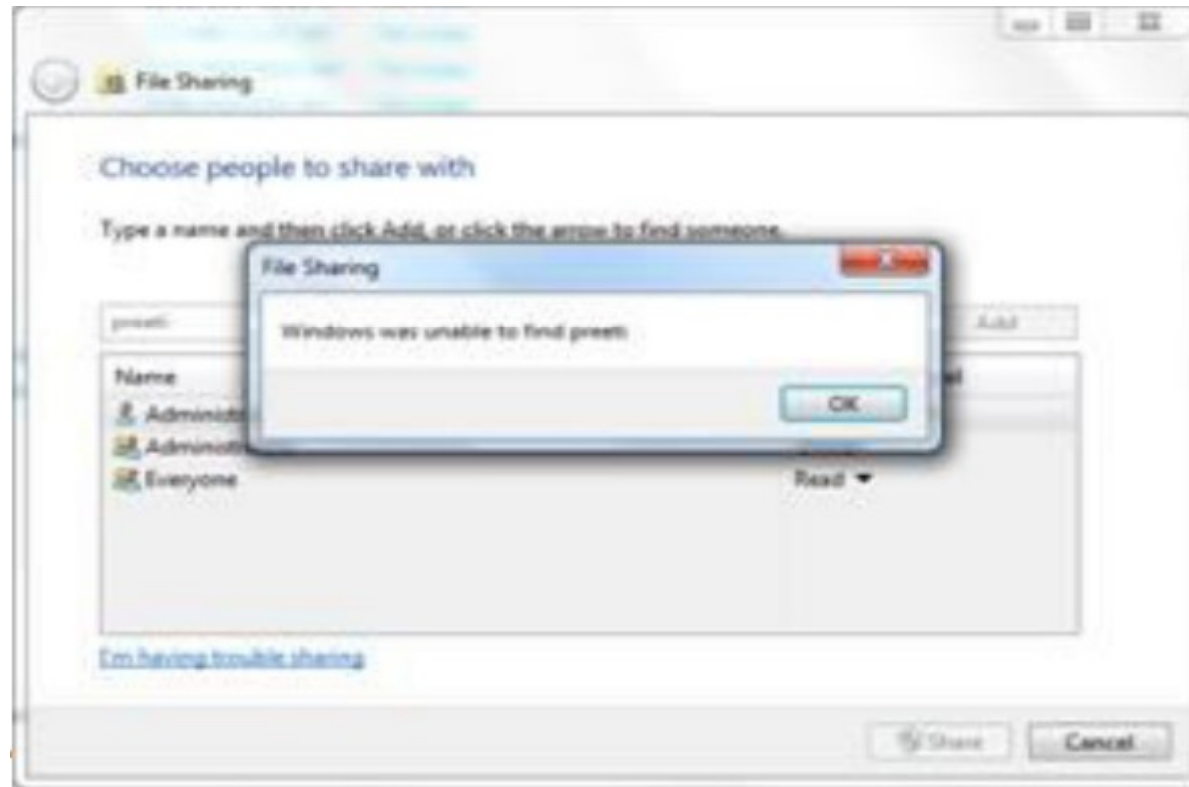 File Sharing
Choose people to share with
Type a name and then click Add, or click the arrow to find someone.
File Sharing
Windows was unable to find preeti
preeti
Add
Name
Administ
Administ
Everyone
Read
OK
I'm having trouble sharing
Share
Cancel